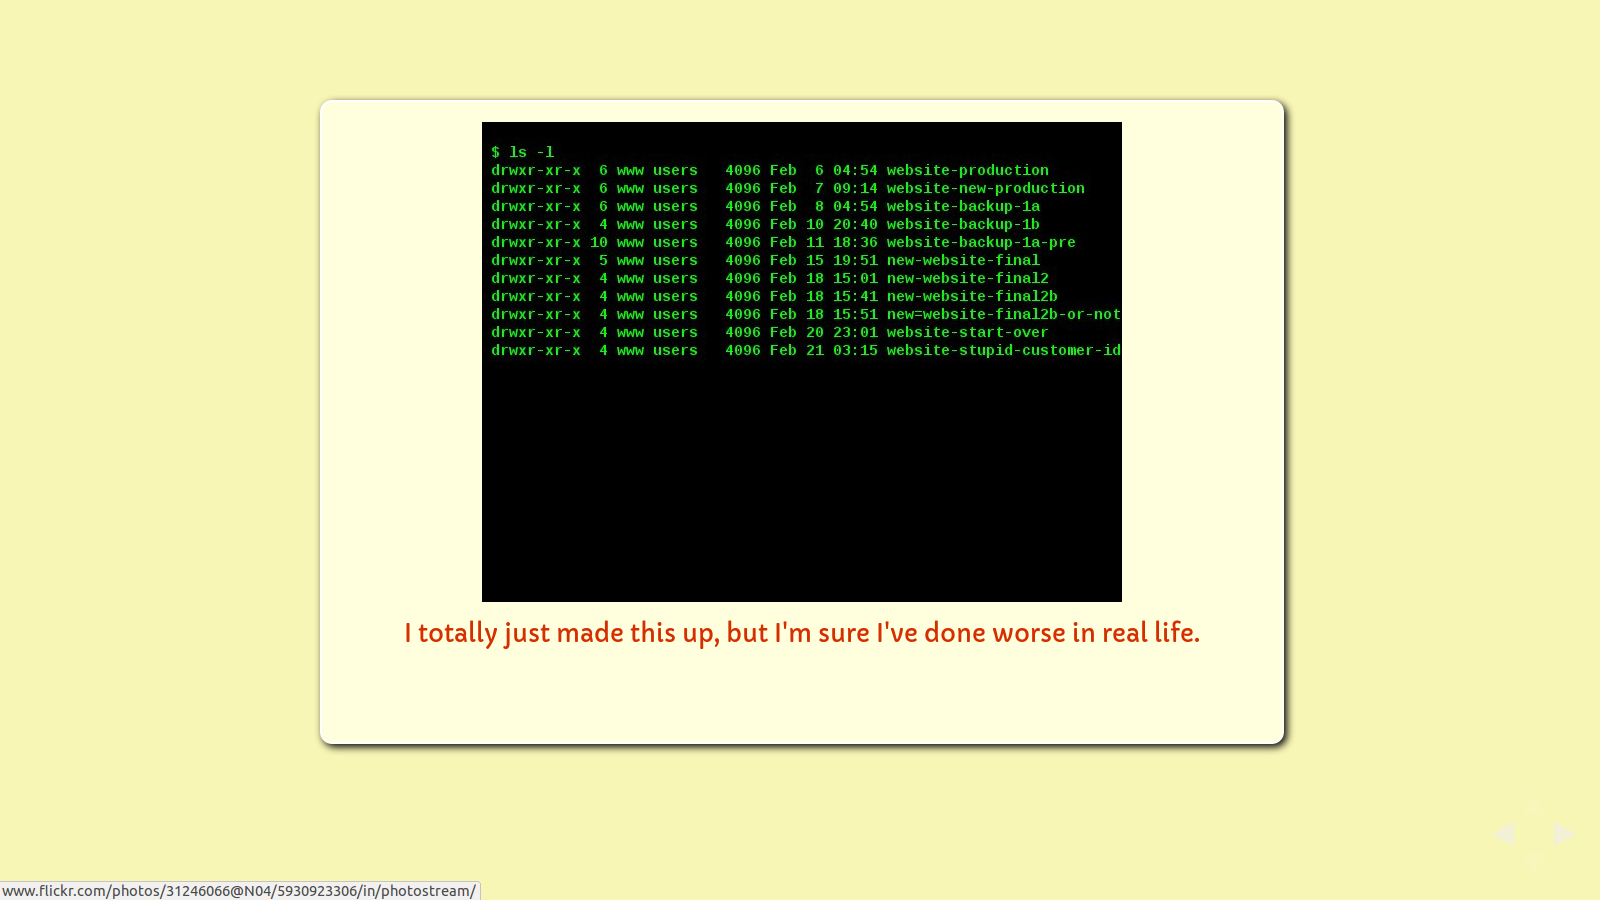 $ ls -l
drwxr-xr-x  6 www users   4096 Feb  6 04:54 website-production
drwxr-xr-x  6 www users   4096 Feb  7 09:14 website-new-production
drwxr-xr-x  6 www users   4096 Feb  8 04:54 website-backup-1a
drwxr-xr-x  4 www users   4096 Feb 10 20:40 website-backup-1b
drwxr-xr-x 10 www users   4096 Feb 11 18:36 website-backup-1a-pre
drwxr-xr-x  5 www users   4096 Feb 15 19:51 new-website-final
drwxr-xr-x  4 www users   4096 Feb 18 15:01 new-website-final2
drwxr-xr-x  4 www users   4096 Feb 18 15:41 new-website-final2b
drwxr-xr-x  4 www users   4096 Feb 18 15:51 new=website-final2b-or-not
drwxr-xr-x  4 www users   4096 Feb 20 23:01 website-start-over
drwxr-xr-x  4 www users   4096 Feb 21 03:15 website-stupid-customer-id
I totally just made this up, but I'm sure I've done worse in real life.
www.flickr.com/photos/31246066@N04/5930923306/in/photostream/